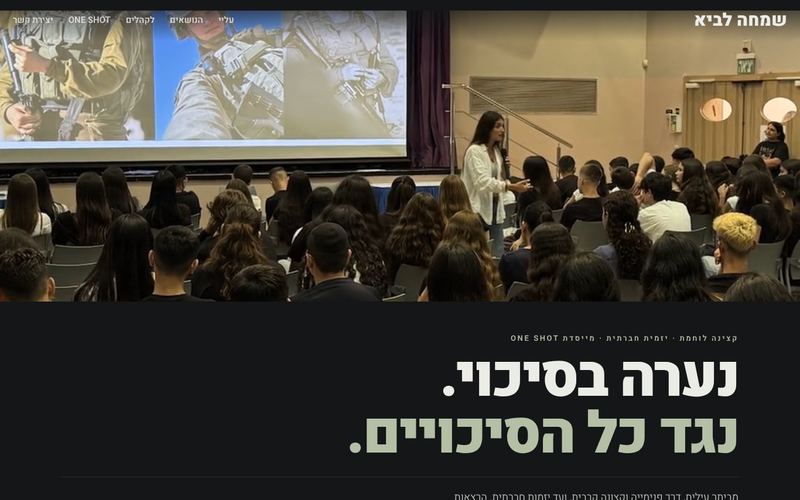 שמחה לביא
עליי הנושאים לקהלים ONE SHOT יצירת קשר
קצינה לוחמת · יזמית חברתית · מייסדת ONE SHOT
נערה בסיכוי.
נגד כל הסיכויים.